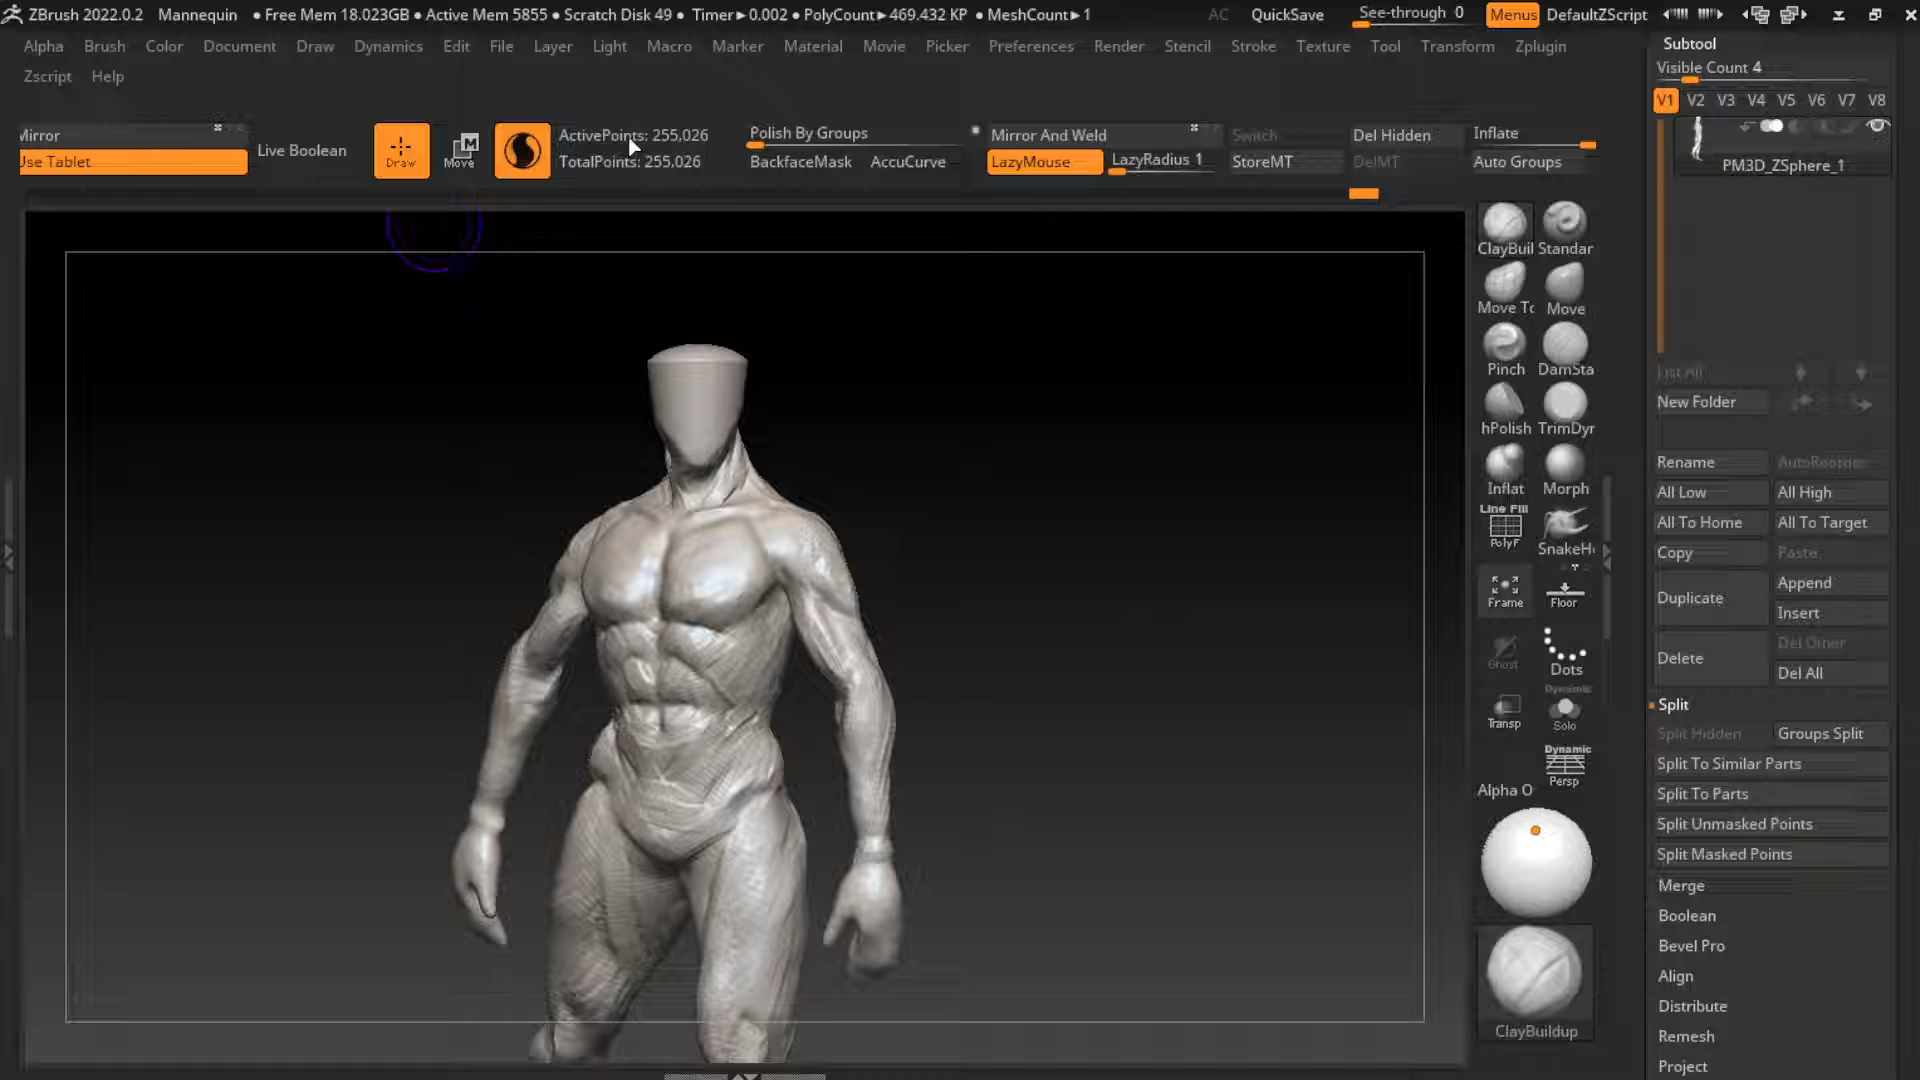 ZBrush 2022.0.2 Mannequin • Free Mem 18.023GB • Active Mem 5855 • Scratch Disk 49 • Timer▶0.002 • PolyCount▶469.432 KP • MeshCount▶1 AC QuickSave See-through 0 Menus DefaultZScript
Alpha Brush Color Document Draw Dynamics Edit File Layer Light Macro Marker Material Movie Picker Preferences Render Stencil Stroke Texture Tool Transform Zplugin
Zscript Help
Mirror
Use Tablet
Live Boolean
Draw
Move
ActivePoints: 255,026
TotalPoints: 255,026
Polish By Groups
BackfaceMask AccuCurve
Mirror And Weld
LazyMouse LazyRadius 1
Switch
StoreMT
Del Hidden
DelMT
Inflate
Auto Groups
ClayBuil Standar
Move To Move
Pinch DamSta
hPolish TrimDyr
Inflat Morph
Line Fill
PolyF
SnakeH
Frame Floor
Ghost
Dots
Transp
Dynamic
Solo
Dynamic
Persp
Alpha O
ClayBuildup
Subtool
Visible Count 4
V1 V2 V3 V4 V5 V6 V7 V8
PM3D_ZSphere_1
List All
New Folder
Rename AutoReorder
All Low All High
All To Home All To Target
Copy Paste
Duplicate
Append
Insert
Delete
Del Other
Del All
Split
Split Hidden Groups Split
Split To Similar Parts
Split To Parts
Split Unmasked Points
Split Masked Points
Merge
Boolean
Bevel Pro
Align
Distribute
Remesh
Project